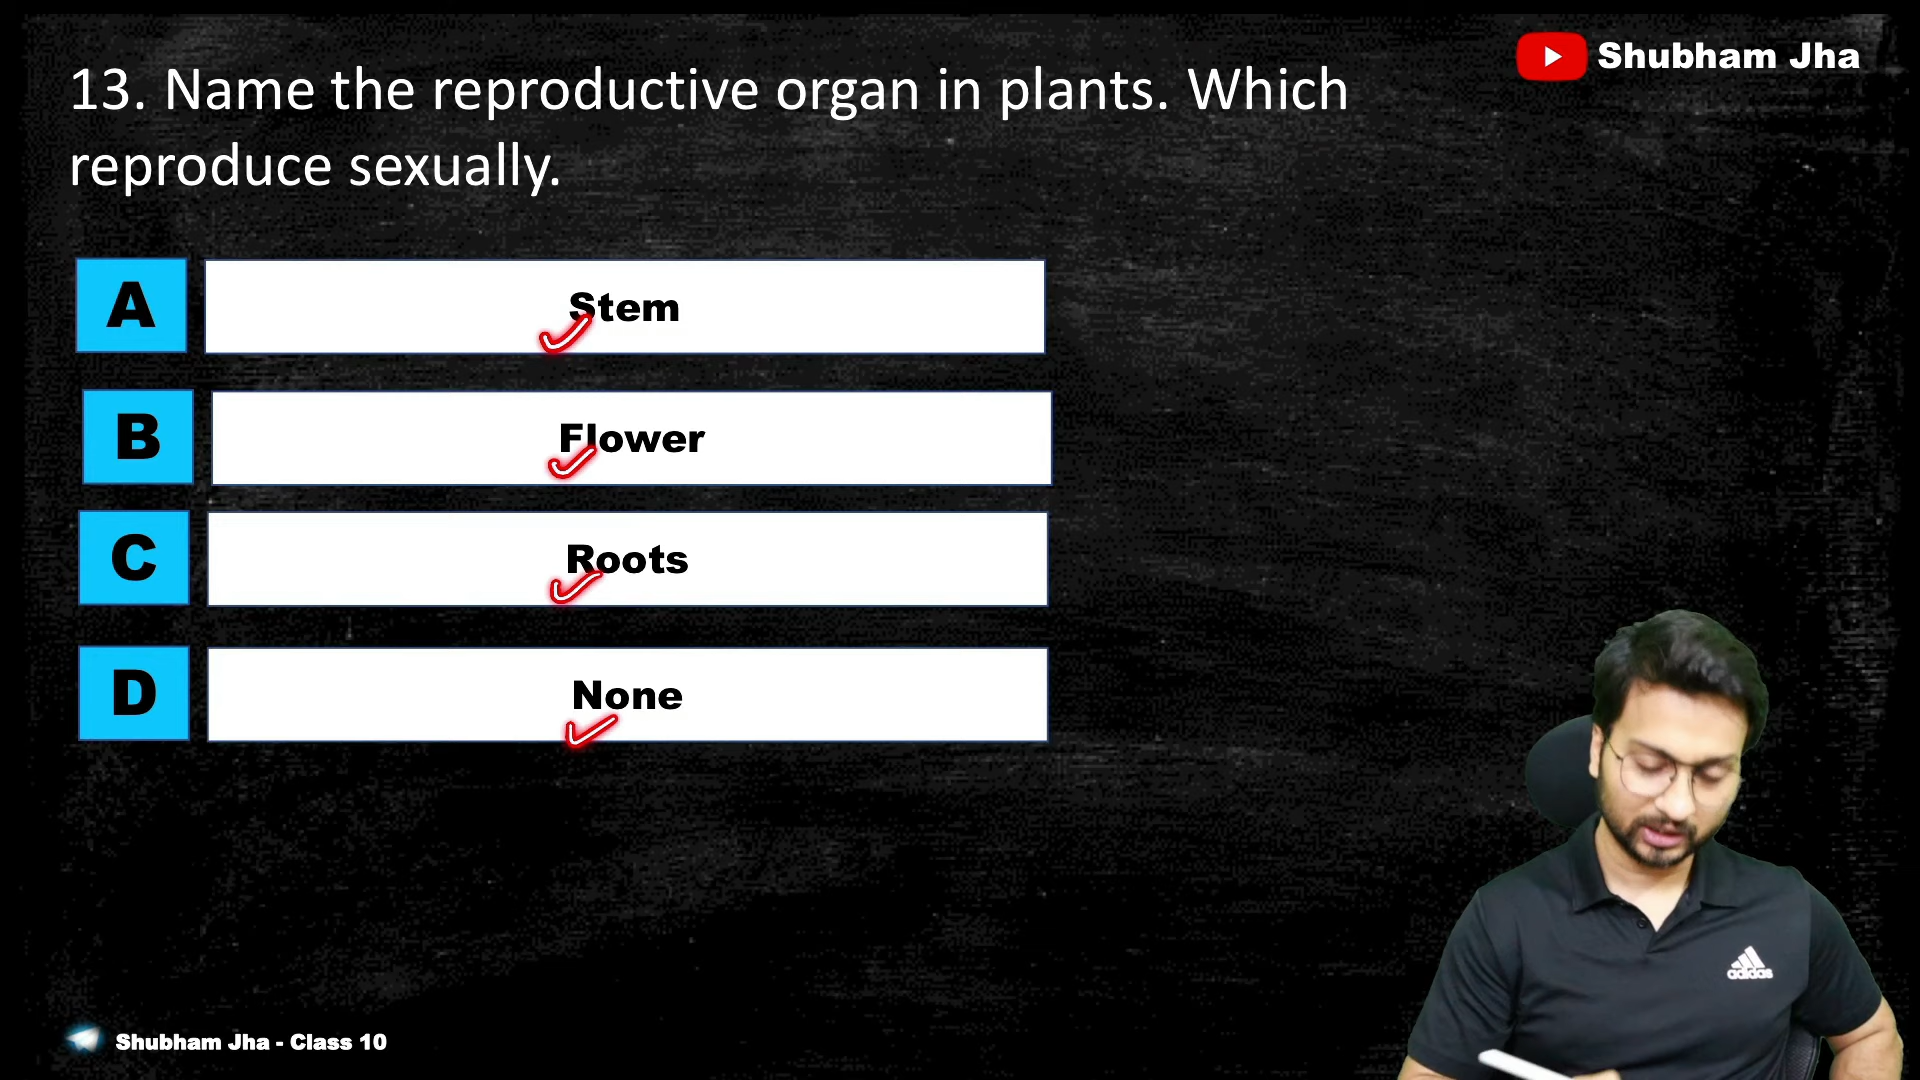 Shubham Jha
13. Name the reproductive organ in plants. Which
reproduce sexually.
A
Stem
B
Flower
C
Roots
D
None
adidas
Shubham Jha - Class 10